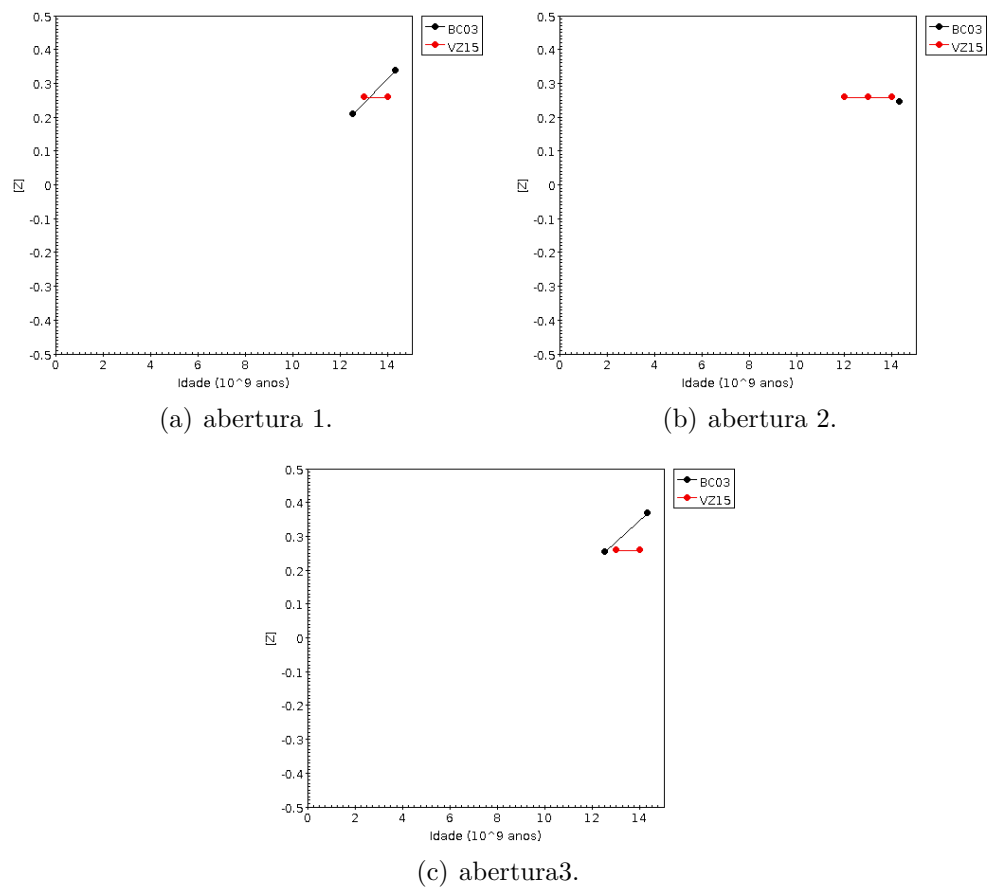 0.5
0.4
0.3
0.2
0.1
0
-0.1
-0.2
-0.3
-0.4
-0.5
[Z]
0 2 4 6 8 10 12 14
Idade (10^9 anos)
BC03
VZ15
(a) abertura 1.
0.5
0.4
0.3
0.2
0.1
0
-0.1
-0.2
-0.3
-0.4
-0.5
[Z]
0 2 4 6 8 10 12 14
Idade (10^9 anos)
BC03
VZ15
(b) abertura 2.
0.5
0.4
0.3
0.2
0.1
0
-0.1
-0.2
-0.3
-0.4
-0.5
[Z]
0 2 4 6 8 10 12 14
Idade (10^9 anos)
BC03
VZ15
(c) abertura3.